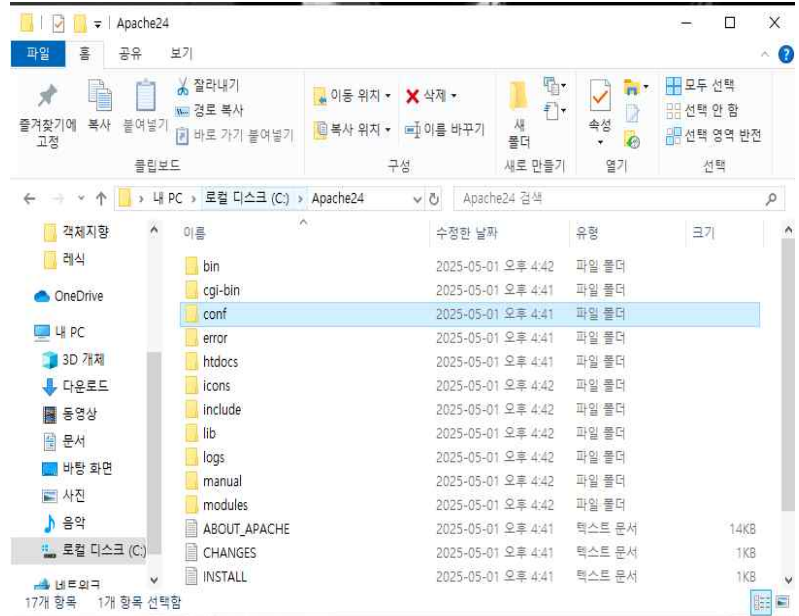 Apache24
파일 홈 공유 보기
즐겨찾기에 고정
복사
붙여넣기
잘라내기
경로 복사
바로 가기 붙여넣기
클립보드
이동 위치
복사 위치
삭제
이름 바꾸기
구성
새 폴더
새로 만들기
속성
열기
모두 선택
선택 안 함
선택 영역 반전
선택
내 PC > 로컬 디스크 (C:) > Apache24
Apache24 검색
객체지향
레식
OneDrive
내 PC
3D 개체
다운로드
동영상
문서
바탕 화면
사진
음악
로컬 디스크 (C:)
네트워크
이름 수정한 날짜 유형 크기
bin 2025-05-01 오후 4:42 파일 폴더
cgi-bin 2025-05-01 오후 4:41 파일 폴더
conf 2025-05-01 오후 4:41 파일 폴더
error 2025-05-01 오후 4:41 파일 폴더
htdocs 2025-05-01 오후 4:41 파일 폴더
icons 2025-05-01 오후 4:42 파일 폴더
include 2025-05-01 오후 4:42 파일 폴더
lib 2025-05-01 오후 4:42 파일 폴더
logs 2025-05-01 오후 4:42 파일 폴더
manual 2025-05-01 오후 4:42 파일 폴더
modules 2025-05-01 오후 4:42 파일 폴더
ABOUT_APACHE 2025-05-01 오후 4:41 텍스트 문서 14KB
CHANGES 2025-05-01 오후 4:41 텍스트 문서 1KB
INSTALL 2025-05-01 오후 4:41 텍스트 문서 1KB
17개 항목 1개 항목 선택함